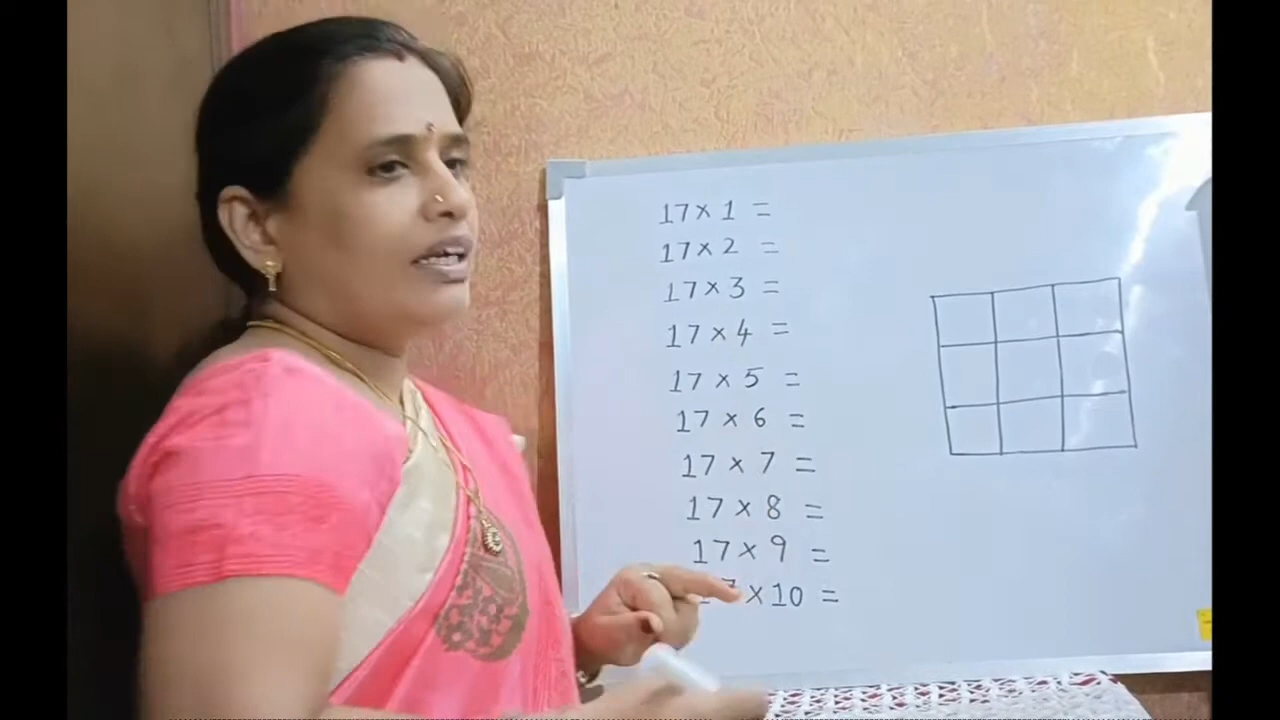 17 × 1 =
17 × 2 =
17 × 3 =
17 × 4 =
17 × 5 =
17 × 6 =
17 × 7 =
17 × 8 =
17 × 9 =
17 × 10 =